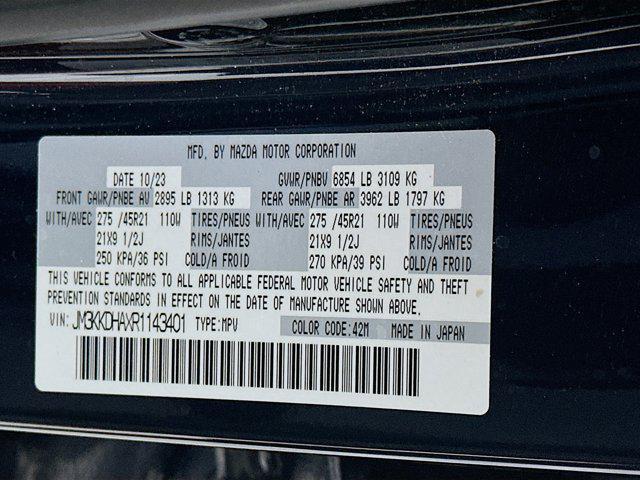 MFD. BY MAZDA MOTOR CORPORATION
DATE 10/23 GVWR/PNBV 6854 LB 3109 KG
FRONT GAWR/PNBE AV 2895 LB 1313 KG REAR GAWR/PNBE AR 3962 LB 1797 KG
WITH/AVEC 275 /45R21 110W TIRES/PNEUS WITH/AVEC 275 /45R21 110W TIRES/PNEUS
21X9 1/2J RIMS/JANTES 21X9 1/2J RIMS/JANTES
250 KPA/36 PSI COLD/A FROID 270 KPA/39 PSI COLD/A FROID
THIS VEHICLE CONFORMS TO ALL APPLICABLE FEDERAL MOTOR VEHICLE SAFETY AND THEFT
PREVENTION STANDARDS IN EFFECT ON THE DATE OF MANUFACTURE SHOWN ABOVE.
VIN: JM3KKDHAXR1143401 TYPE:MPV COLOR CODE:42M MADE IN JAPAN